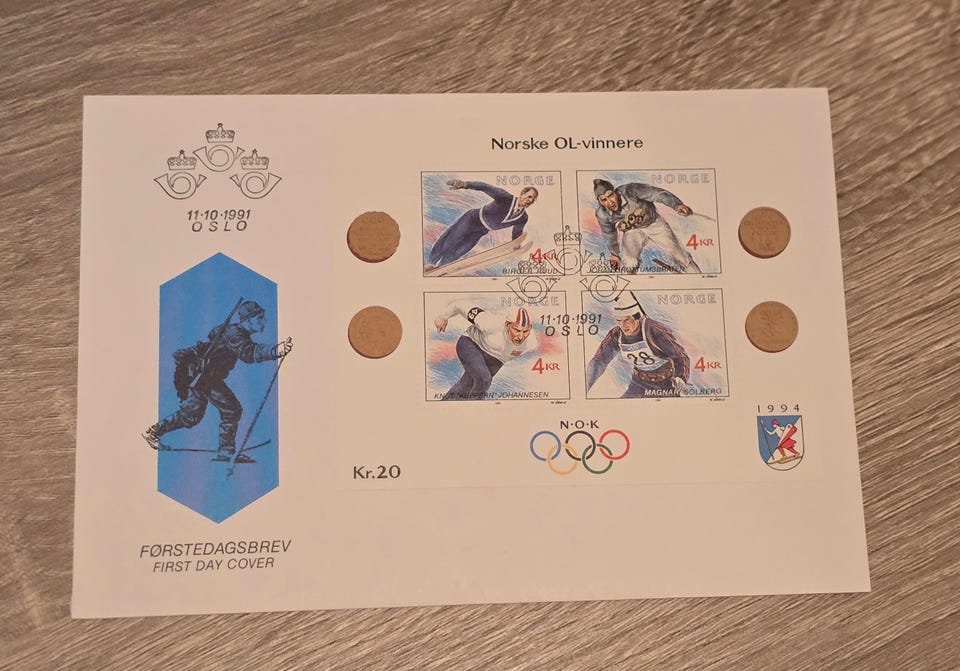 11·10·1991
OSLO
FØRSTEDAGSBREV
FIRST DAY COVER
Norske OL-vinnere
NORGE
4KR
BIRGER RUUD
NORGE
4KR
GRØTTUMSBRÅTEN
11·10·1991
OSLO
NORGE
4KR
KNUT "KUPPERN" JOHANNESEN
NORGE
28
4KR
MAGNAR SOLBERG
N·O·K
Kr.20
1994